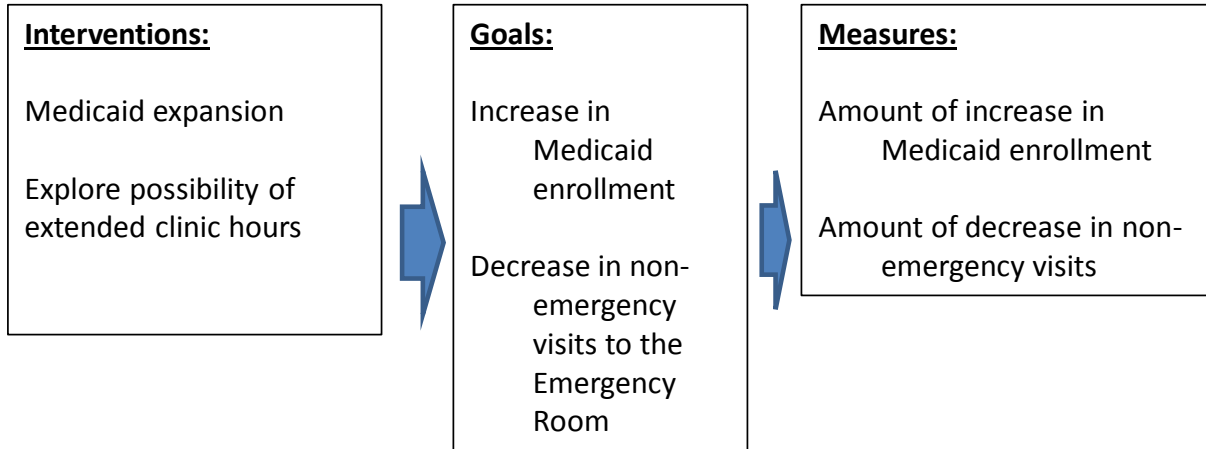 Interventions:
Medicaid expansion
Explore possibility of
extended clinic hours
Goals:
Increase in
Medicaid
enrollment
Decrease in non-
emergency
visits to the
Emergency
Room
Measures:
Amount of increase in
Medicaid enrollment
Amount of decrease in non-
emergency visits